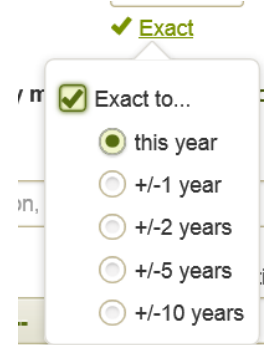 Exact
Exact to...
this year
+/-1 year
+/-2 years
+/-5 years
+/-10 years